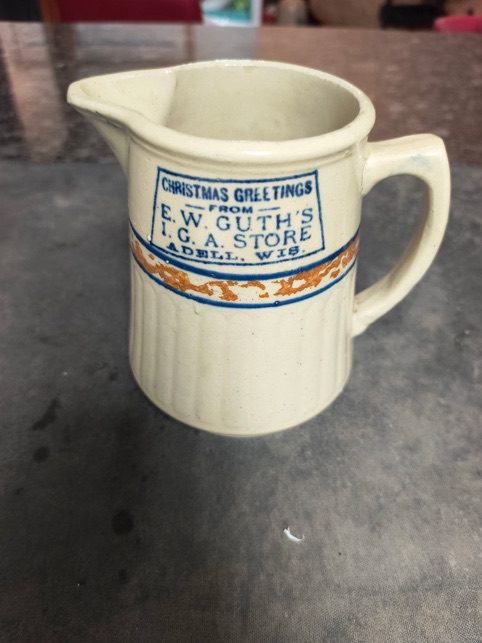 CHRISTMAS GREETINGS
— FROM —
E. W. GUTH'S
I. G. A. STORE
ADELL, WIS.